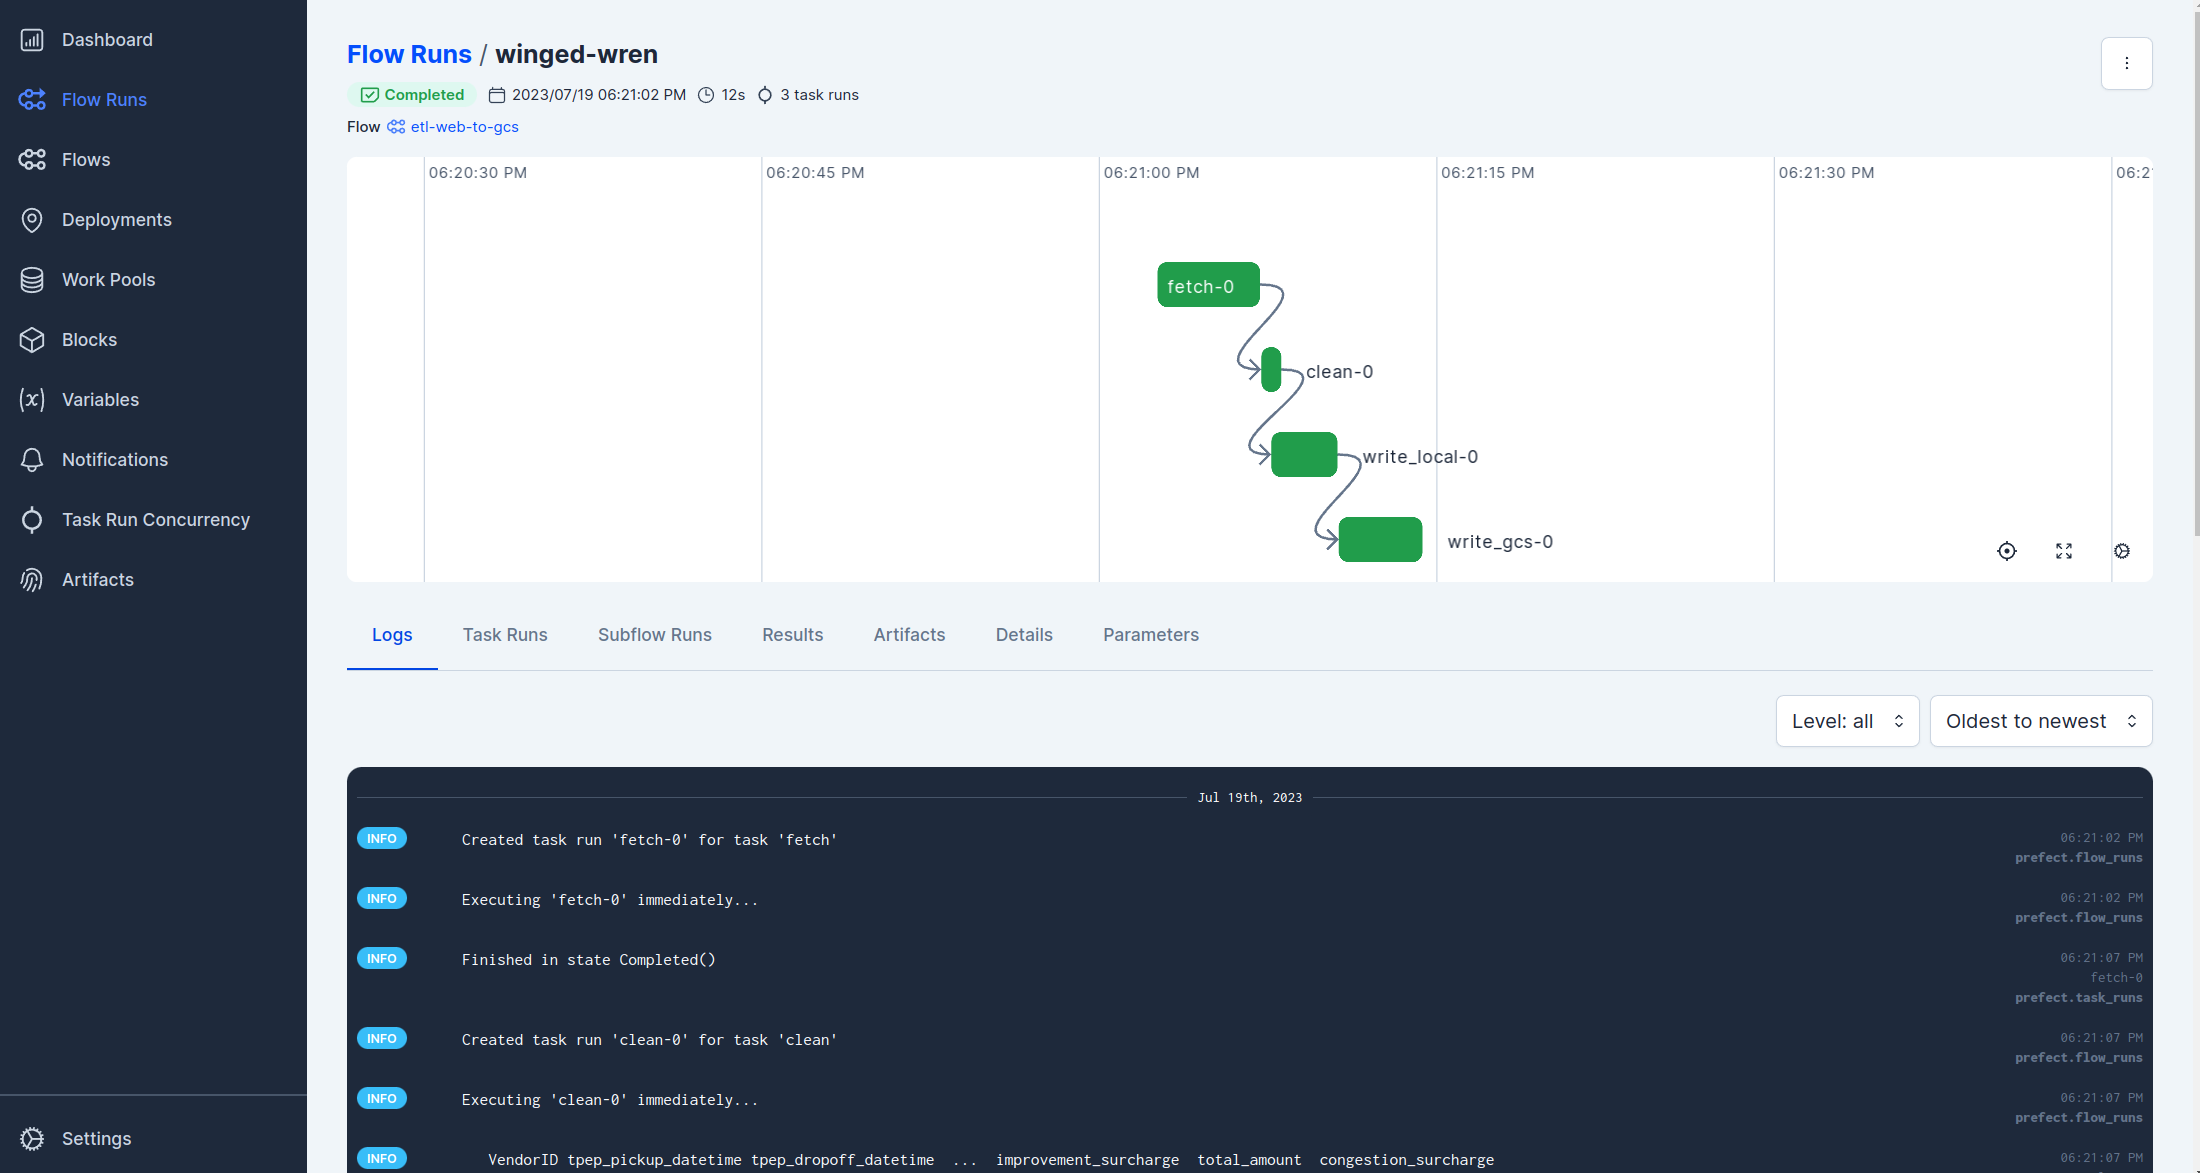 Dashboard
Flow Runs
Flows
Deployments
Work Pools
Blocks
Variables
Notifications
Task Run Concurrency
Artifacts
Settings
Flow Runs / winged-wren
Completed 2023/07/19 06:21:02 PM 12s 3 task runs
Flow etl-web-to-gcs
06:20:30 PM 06:20:45 PM 06:21:00 PM 06:21:15 PM 06:21:30 PM 06:2
fetch-0
clean-0
write_local-0
write_gcs-0
Logs Task Runs Subflow Runs Results Artifacts Details Parameters
Level: all Oldest to newest
Jul 19th, 2023
INFO Created task run 'fetch-0' for task 'fetch' 06:21:02 PM
prefect.flow_runs
INFO Executing 'fetch-0' immediately... 06:21:02 PM
prefect.flow_runs
INFO Finished in state Completed() 06:21:07 PM
fetch-0
prefect.task_runs
INFO Created task run 'clean-0' for task 'clean' 06:21:07 PM
prefect.flow_runs
INFO Executing 'clean-0' immediately... 06:21:07 PM
prefect.flow_runs
INFO VendorID tpep_pickup_datetime tpep_dropoff_datetime ... improvement_surcharge total_amount congestion_surcharge 06:21:07 PM